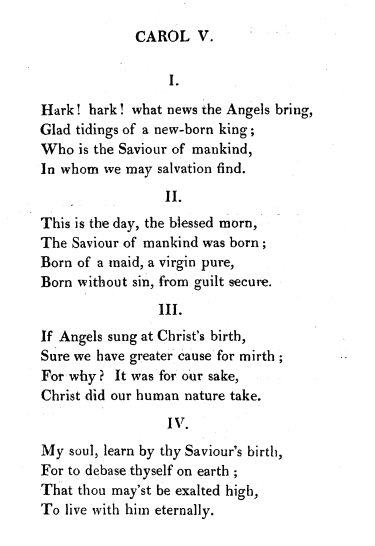 CAROL V.
I.
Hark! hark! what news the Angels bring,
Glad tidings of a new-born king;
Who is the Saviour of mankind,
In whom we may salvation find.
II.
This is the day, the blessed morn,
The Saviour of mankind was born;
Born of a maid, a virgin pure,
Born without sin, from guilt secure.
III.
If Angels sung at Christ's birth,
Sure we have greater cause for mirth;
For why? It was for our sake,
Christ did our human nature take.
IV.
My soul, learn by thy Saviour's birth,
For to debase thyself on earth;
That thou may'st be exalted high,
To live with him eternally.